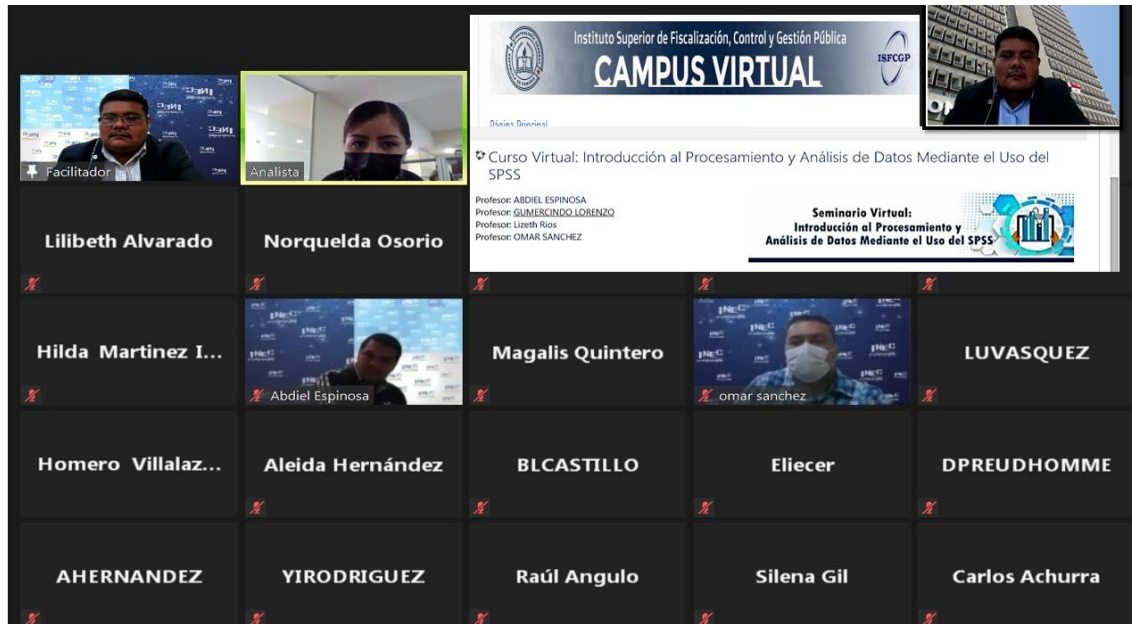 Instituto Superior de Fiscalización, Control y Gestión Pública
CAMPUS VIRTUAL
ISFCGP
Página Principal
Curso Virtual: Introducción al Procesamiento y Análisis de Datos Mediante el Uso del
SPSS
Profesor: ABDIEL ESPINOSA
Profesor: GUMERCINDO LORENZO
Profesor: Lizeth Rios
Profesor: OMAR SANCHEZ
Seminario Virtual:
Introducción al Procesamiento y
Análisis de Datos Mediante el Uso del SPSS
Facilitador
Analista
Lilibeth Alvarado
Norquelda Osorio
Hilda Martinez I...
INEC
Abdiel Espinosa
Magalis Quintero
INEC
omar sanchez
LUVASQUEZ
Homero Villalaz...
Aleida Hernández
BLCASTILLO
Eliecer
DPREUDHOMME
AHERNANDEZ
YIRODRIGUEZ
Raúl Angulo
Silena Gil
Carlos Achurra